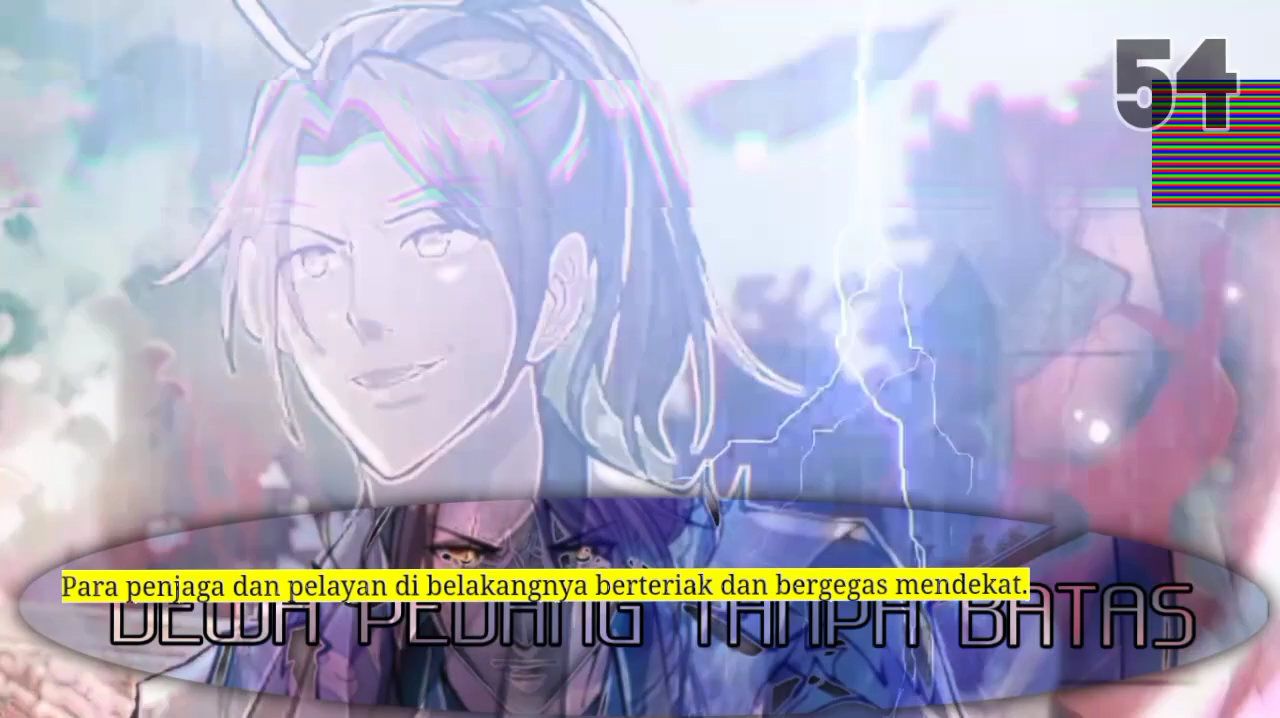 54
Para penjaga dan pelayan di belakangnya berteriak dan bergegas mendekat.
DEWA PEDANG TANPA BATAS